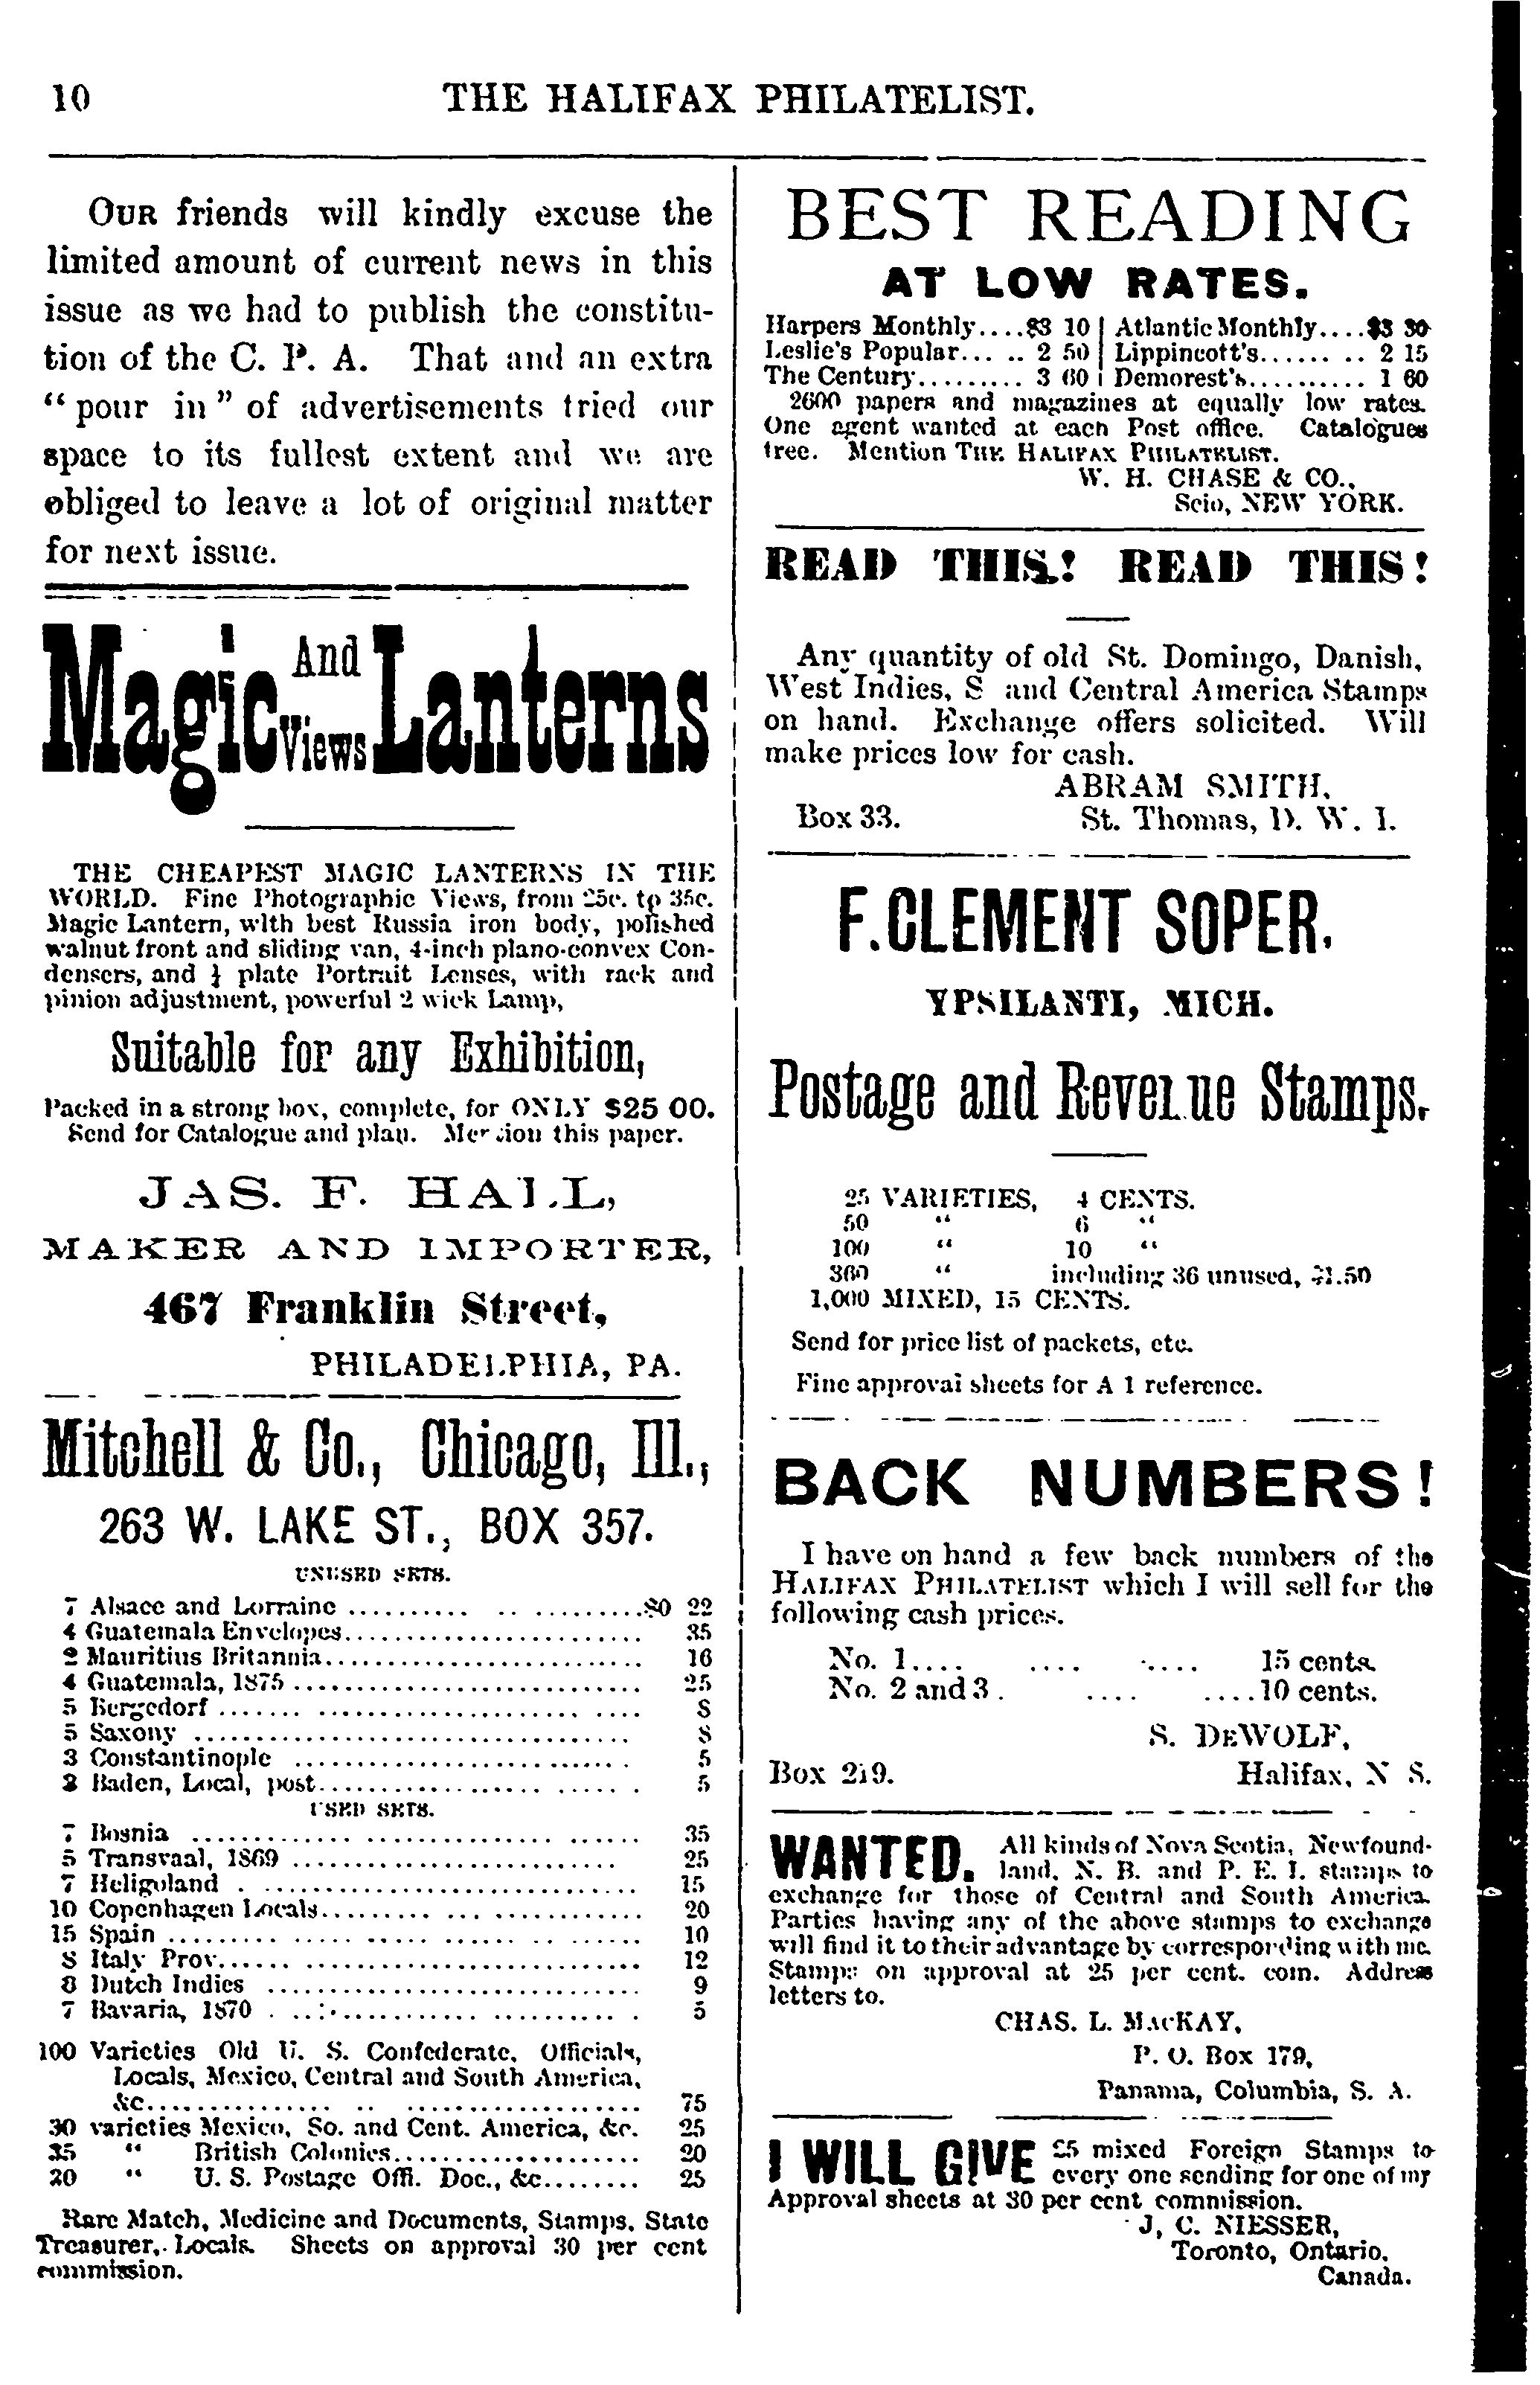 10
THE HALIFAX PHILATELIST.
OUR friends will kindly excuse the
limited amount of current news in this
issue as we had to publish the constitu-
tion of the C. P. A. That and an extra
“pour in” of advertisements tried our
space to its fullest extent and we are
obliged to leave a lot of original matter
for next issue.
Magic And Views Lanterns
THE CHEAPEST MAGIC LANTERNS IN THE
WORLD. Fine Photographic Views, from 25c. to 35c.
Magic Lantern, with best Russia iron body, polished
walnut front and sliding van, 4-inch plano-convex Con-
densers, and plate Portrait Lenses, with rack and
pinion adjustment, powerful 2 wick Lamp,
Suitable for any Exhibition,
Packed in a strong box, complete, for ONLY $25 00.
Send for Catalogue and plan. Mention this paper.
JAS. F. HALL,
MAKER AND IMPORTER,
467 Franklin Street,
PHILADELPHIA, PA.
Mitchell & Co., Chicago, Ill.,
263 W. LAKE ST., BOX 357.
UNUSED SETS.
7 Alsace and Lorraine .......... .. ............$0 22
4 Guatemala Envelopes........................ 35
2 Mauritius Britannia.......................... 16
4 Guatemala, 1875 ............................ 25
5 Bergedorf ....... ...................... .... 8
5 Saxony ................................... 8
3 Constantinople ........................... 5
3 Baden, Local, post........................ . 5
USED SETS.
7 Bosnia .................................. 35
5 Transvaal, 1869 .......................... 25
7 Heligoland . .............................. 15
10 Copenhagen Locals......... ... ............. 20
15 Spain .................................... 10
8 Italy Prov...... ........................... 12
8 Dutch Indies .............................. 9
7 Bavaria, 1870 . ........................... 5
100 Varieties Old U. S. Confederate, Officials,
Locals, Mexico, Central and South America,
&c............... .. ................... 75
30 varieties Mexico, So. and Cent. America, &c. 25
35 “ British Colonies.................... 20
20 “ U. S. Postage Offi. Doc., &c........ 25
Rare Match, Medicine and Documents, Stamps, State
Treasurer, Locals. Sheets on approval 30 per cent
commission.
BEST READING
AT LOW RATES.
Harpers Monthly....$3 10 | Atlantic Monthly....$3 30
Leslie's Popular... .. 2 50 | Lippincott's....... .. 2 15
The Century......... 3 60 | Demorest's.......... 1 60
2600 papers and magazines at equally low rates.
One agent wanted at each Post office. Catalogues
free. Mention THE HALIFAX PHILATELIST.
W. H. CHASE & CO.,
Scio, NEW YORK.
READ THIS! READ THIS!
Any quantity of old St. Domingo, Danish,
West Indies, S and Central America Stamps
on hand. Exchange offers solicited. Will
make prices low for cash.
ABRAM SMITH,
Box 33. St. Thomas, D. W. I.
F. CLEMENT SOPER,
YPSILANTI, MICH.
Postage and Revenue Stamps.
25 VARIETIES, 4 CENTS.
50 “ 6 “
100 “ 10 “
360 “ including 36 unused, $1.50
1,000 MIXED, 15 CENTS.
Send for price list of packets, etc.
Fine approval sheets for A 1 reference.
BACK NUMBERS!
I have on hand a few back numbers of the
HALIFAX PHILATELIST which I will sell for the
following cash prices.
No. 1.... .... .... 15 cents.
No. 2 and 3. .... ....10 cents.
S. DEWOLF,
Box 219. Halifax, N S.
WANTED. All kinds of Nova Scotia, Newfound-
land, N. B. and P. E. I. stamps to
exchange for those of Central and South America.
Parties having any of the above stamps to exchange
will find it to their advantage by corresponding with me.
Stamps on approval at 25 per cent. com. Address
letters to.
CHAS. L. MACKAY,
P. O. Box 179,
Panama, Columbia, S. A.
I WILL GIVE 25 mixed Foreign Stamps to
every one sending for one of my
Approval sheets at 30 per cent commission.
J, C. NIESSER,
Toronto, Ontario,
Canada.